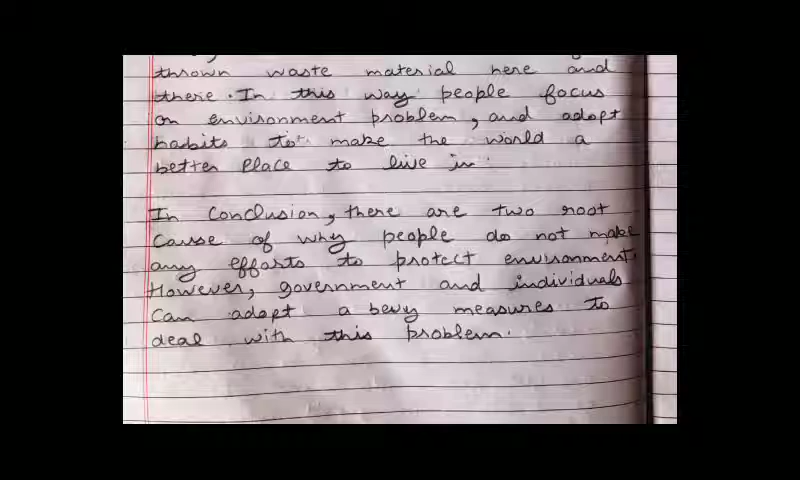 thrown waste material here and
there. In this way people focus
on environment problem, and adopt
habits to make the world a
better place to live in.
In conclusion, there are two root
cause of why people do not make
any efforts to protect environment.
However, government and individuals
can adopt a bevy measures to
deal with this problem.